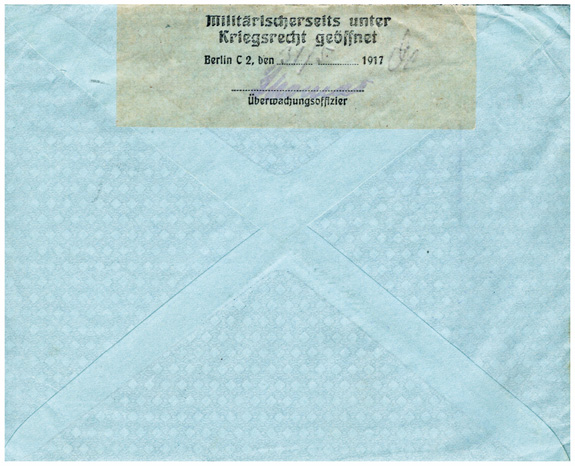 Militärischerseits unter
Kriegsrecht geöffnet
Berlin C 2, den 1917
Überwachungsoffizier